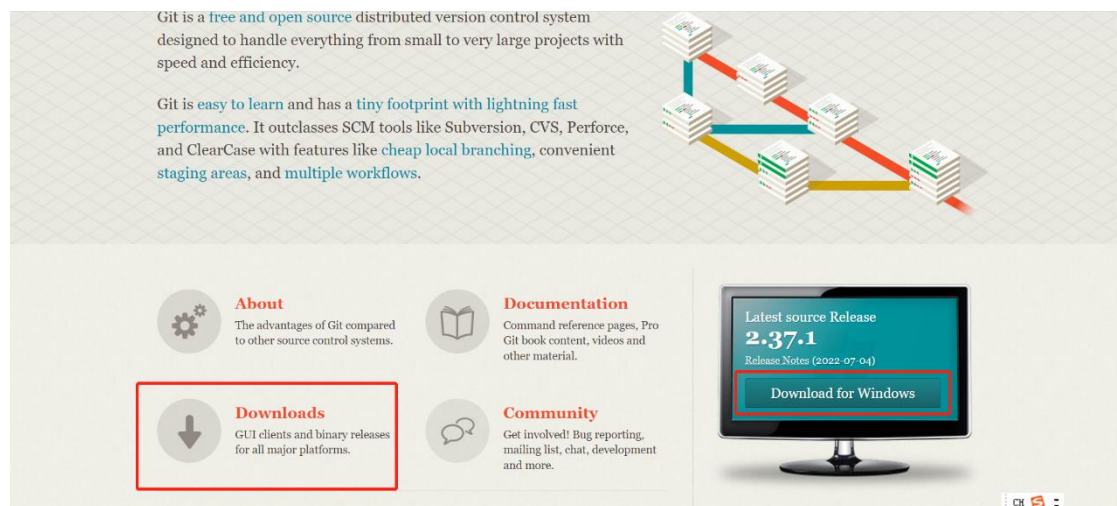 Git is a free and open source distributed version control system
designed to handle everything from small to very large projects with
speed and efficiency.
Git is easy to learn and has a tiny footprint with lightning fast
performance. It outclasses SCM tools like Subversion, CVS, Perforce,
and ClearCase with features like cheap local branching, convenient
staging areas, and multiple workflows.
About
The advantages of Git compared
to other source control systems.
Documentation
Command reference pages, Pro
Git book content, videos and
other material.
Downloads
GUI clients and binary releases
for all major platforms.
Community
Get involved! Bug reporting,
mailing list, chat, development
and more.
Latest source Release
2.37.1
Release Notes (2022-07-04)
Download for Windows
CH